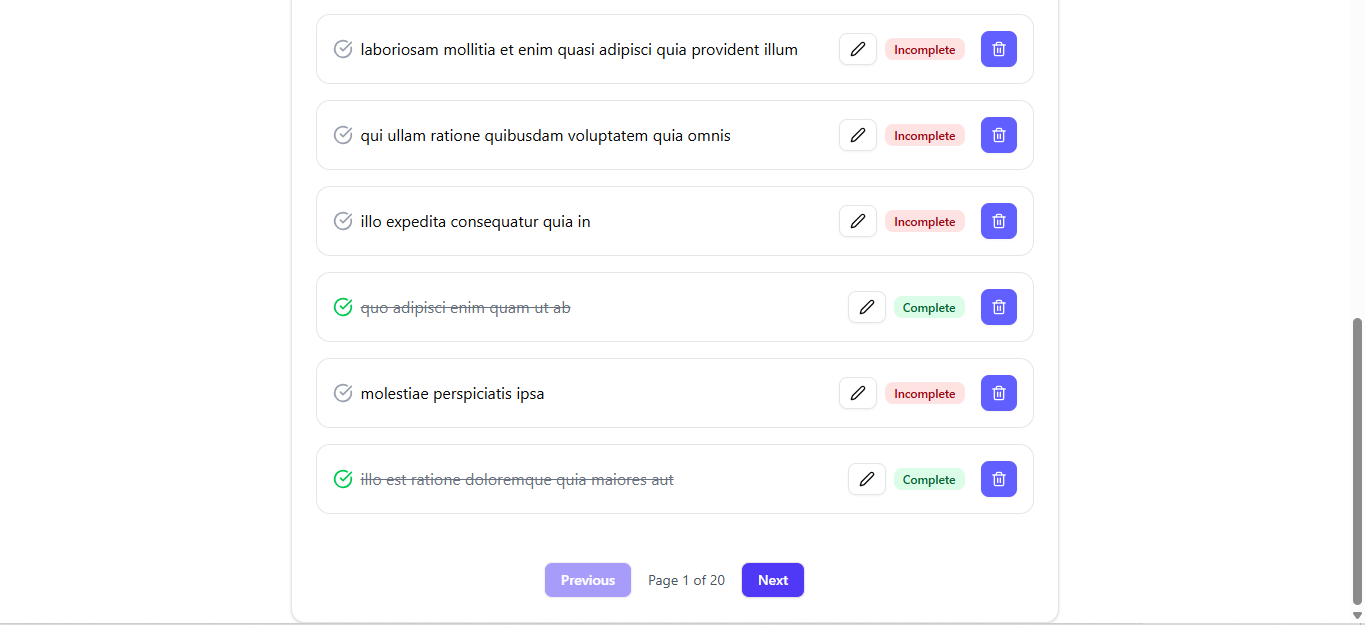 laboriosam mollitia et enim quasi adipisci quia provident illum Incomplete
qui ullam ratione quibusdam voluptatem quia omnis Incomplete
illo expedita consequatur quia in Incomplete
quo adipisci enim quam ut ab Complete
molestiae perspiciatis ipsa Incomplete
illo est ratione doloremque quia maiores aut Complete
Previous Page 1 of 20 Next